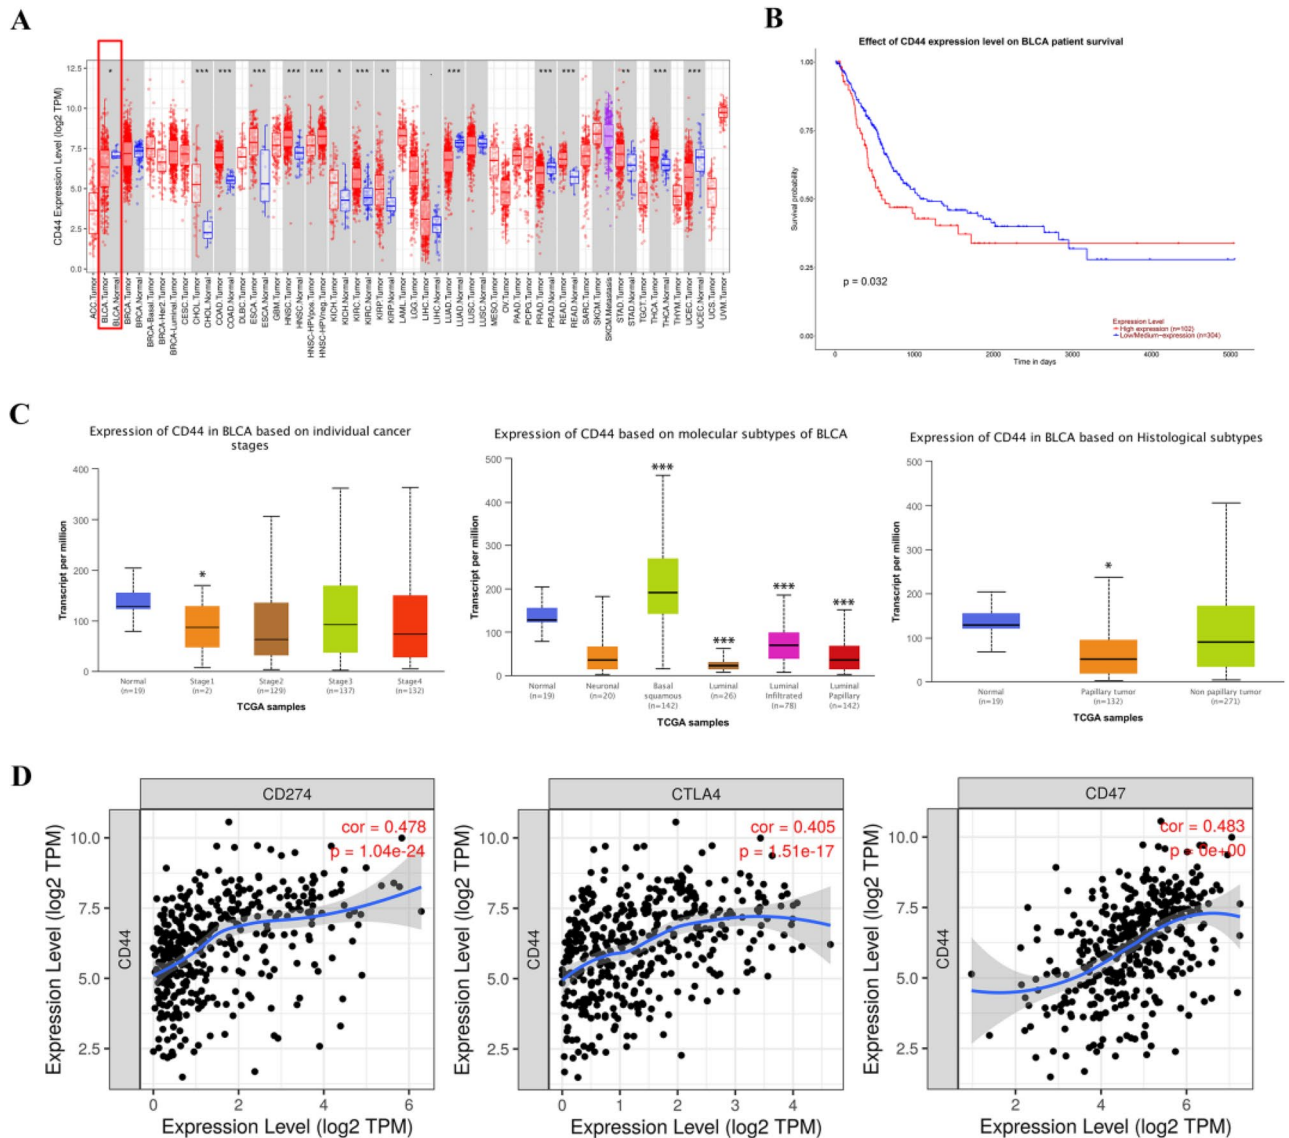 A
CD44 Expression Level (log2 TPM)
12.5
10.0
7.5
5.0
2.5
0.0
* *** *** *** *** *** * *** ** *** *** *** ** *** ***
ACC.Tumor
BLCA.Tumor
BLCA.Normal
BRCA.Tumor
BRCA.Normal
BRCA-Basal.Tumor
BRCA-Her2.Tumor
BRCA-Luminal.Tumor
CESC.Tumor
CHOL.Tumor
CHOL.Normal
COAD.Tumor
COAD.Normal
DLBC.Tumor
ESCA.Tumor
ESCA.Normal
GBM.Tumor
HNSC.Tumor
HNSC.Normal
HNSC-HPVpos.Tumor
HNSC-HPVneg.Tumor
KICH.Tumor
KICH.Normal
KIRC.Tumor
KIRC.Normal
KIRP.Tumor
KIRP.Normal
LAML.Tumor
LGG.Tumor
LIHC.Tumor
LIHC.Normal
LUAD.Tumor
LUAD.Normal
LUSC.Tumor
LUSC.Normal
MESO.Tumor
OV.Tumor
PAAD.Tumor
PCPG.Tumor
PRAD.Tumor
PRAD.Normal
READ.Tumor
READ.Normal
SARC.Tumor
SKCM.Tumor
SKCM.Metastasis
STAD.Tumor
STAD.Normal
TGCT.Tumor
THCA.Tumor
THCA.Normal
THYM.Tumor
UCEC.Tumor
UCEC.Normal
UCS.Tumor
UVM.Tumor
B
Effect of CD44 expression level on BLCA patient survival
Survival probability
1.00
0.75
0.50
0.25
0.00
p = 0.032
Expression Level
High expression (n=102)
Low/Medium-expression (n=304)
0 1000 2000 3000 4000 5000
Time in days
C
Expression of CD44 in BLCA based on individual cancer
stages
Transcript per million
400
300
200
100
0
*
Normal (n=19)
Stage1 (n=2)
Stage2 (n=129)
Stage3 (n=137)
Stage4 (n=132)
TCGA samples
Expression of CD44 based on molecular subtypes of BLCA
Transcript per million
500
400
300
200
100
0
*** *** *** ***
Normal (n=19)
Neuronal (n=20)
Basal squamous (n=142)
Luminal (n=26)
Luminal Infiltrated (n=78)
Luminal Papillary (n=142)
TCGA samples
Expression of CD44 in BLCA based on Histological subtypes
Transcript per million
500
400
300
200
100
0
*
Normal (n=19)
Papillary tumor (n=132)
Non papillary tumor (n=271)
TCGA samples
D
CD274
cor = 0.478
p = 1.04e-24
CD44
Expression Level (log2 TPM)
10.0
7.5
5.0
2.5
0 2 4 6
Expression Level (log2 TPM)
CTLA4
cor = 0.405
p = 1.51e-17
CD44
Expression Level (log2 TPM)
10.0
7.5
5.0
2.5
0 1 2 3 4
Expression Level (log2 TPM)
CD47
cor = 0.483
p = 0e+00
CD44
Expression Level (log2 TPM)
10.0
7.5
5.0
2.5
2 4 6
Expression Level (log2 TPM)